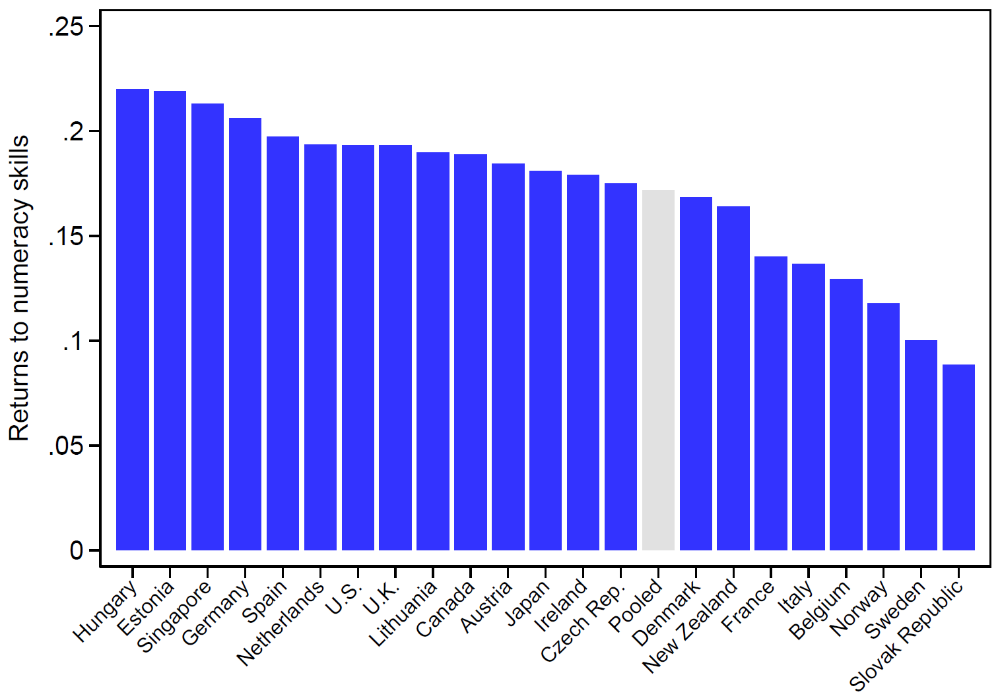 Returns to numeracy skills
.25
.2
.15
.1
.05
0
Hungary
Estonia
Singapore
Germany
Spain
Netherlands
U.S.
U.K.
Lithuania
Canada
Austria
Japan
Ireland
Czech Rep.
Pooled
Denmark
New Zealand
France
Italy
Belgium
Norway
Sweden
Slovak Republic